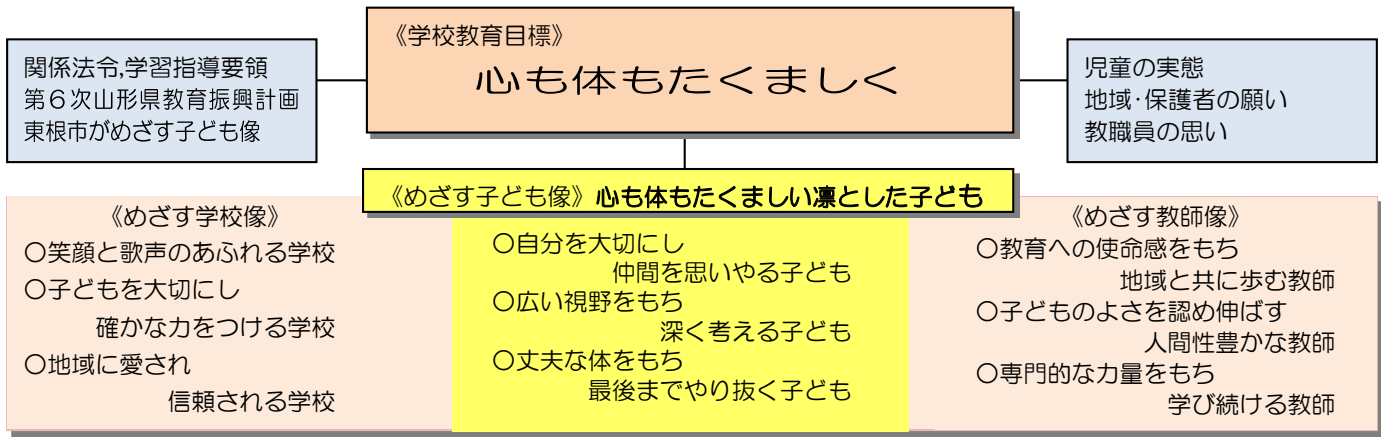 《学校教育目標》
心も体もたくましく
関係法令,学習指導要領
第６次山形県教育振興計画
東根市がめざす子ども像
児童の実態
地域・保護者の願い
教職員の思い
《めざす子ども像》心も体もたくましい凛とした子ども
《めざす学校像》
○笑顔と歌声のあふれる学校
○子どもを大切にし
確かな力をつける学校
○地域に愛され
信頼される学校
○自分を大切にし
仲間を思いやる子ども
○広い視野をもち
深く考える子ども
○丈夫な体をもち
最後までやり抜く子ども
《めざす教師像》
○教育への使命感をもち
地域と共に歩む教師
○子どものよさを認め伸ばす
人間性豊かな教師
○専門的な力量をもち
学び続ける教師